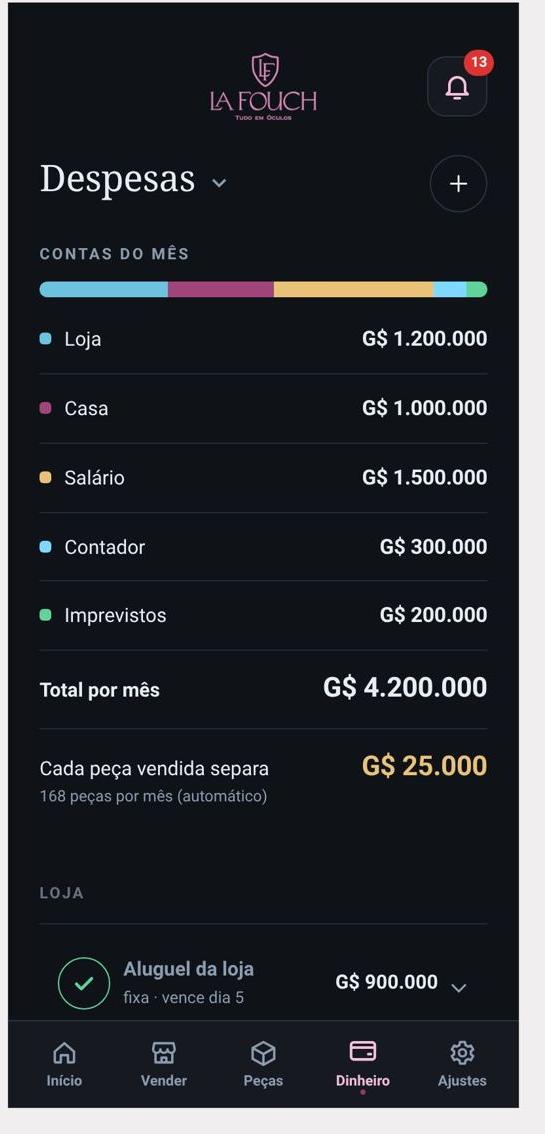 13
LF
LA FOUCH
TUDO EM ÓCULOS
Despesas
CONTAS DO MÊS
Loja G$ 1.200.000
Casa G$ 1.000.000
Salário G$ 1.500.000
Contador G$ 300.000
Imprevistos G$ 200.000
Total por mês G$ 4.200.000
Cada peça vendida separa G$ 25.000
168 peças por mês (automático)
LOJA
Aluguel da loja G$ 900.000
fixa · vence dia 5
Início Vender Peças Dinheiro Ajustes